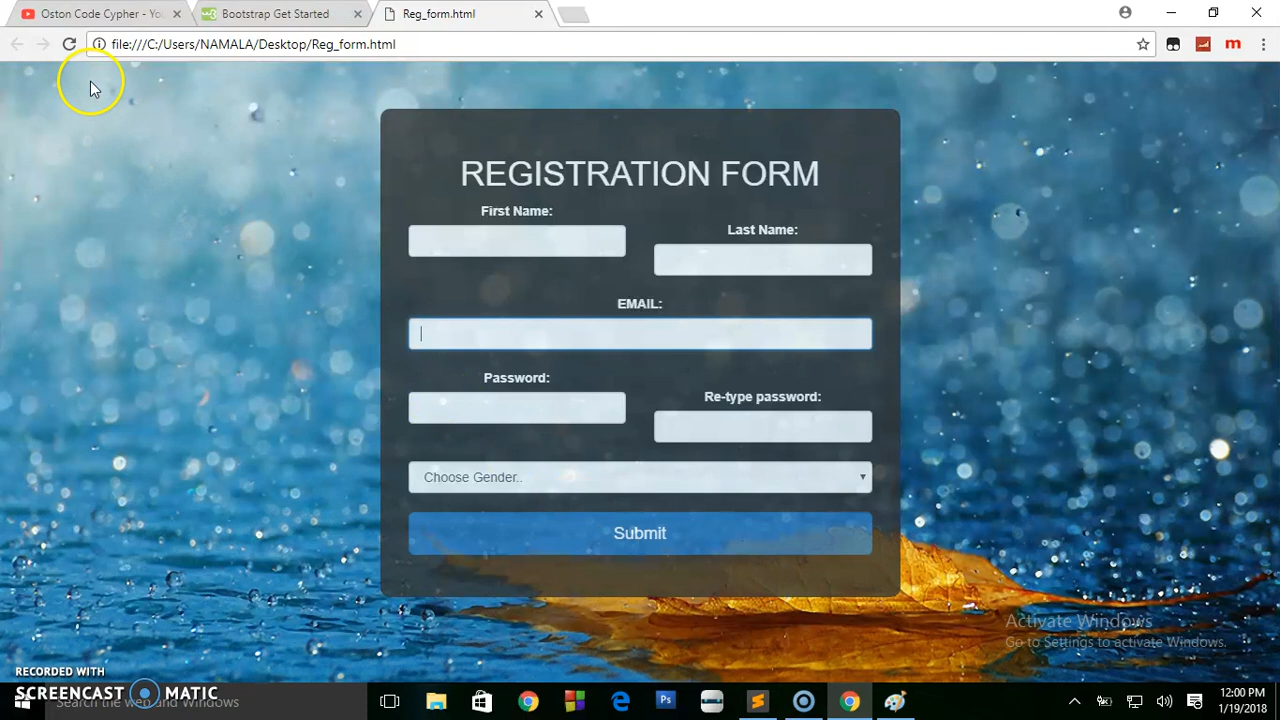 Oston Code Cypher - You
Bootstrap Get Started
Reg_form.html
file:///C:/Users/NAMALA/Desktop/Reg_form.html
m
REGISTRATION FORM
First Name:
Last Name:
EMAIL:
Password:
Re-type password:
Choose Gender..
Submit
Activate Windows
Go to Settings to activate Windows.
RECORDED WITH
SCREENCAST MATIC
Search the web and Windows
Ps
12:00 PM
1/19/2018